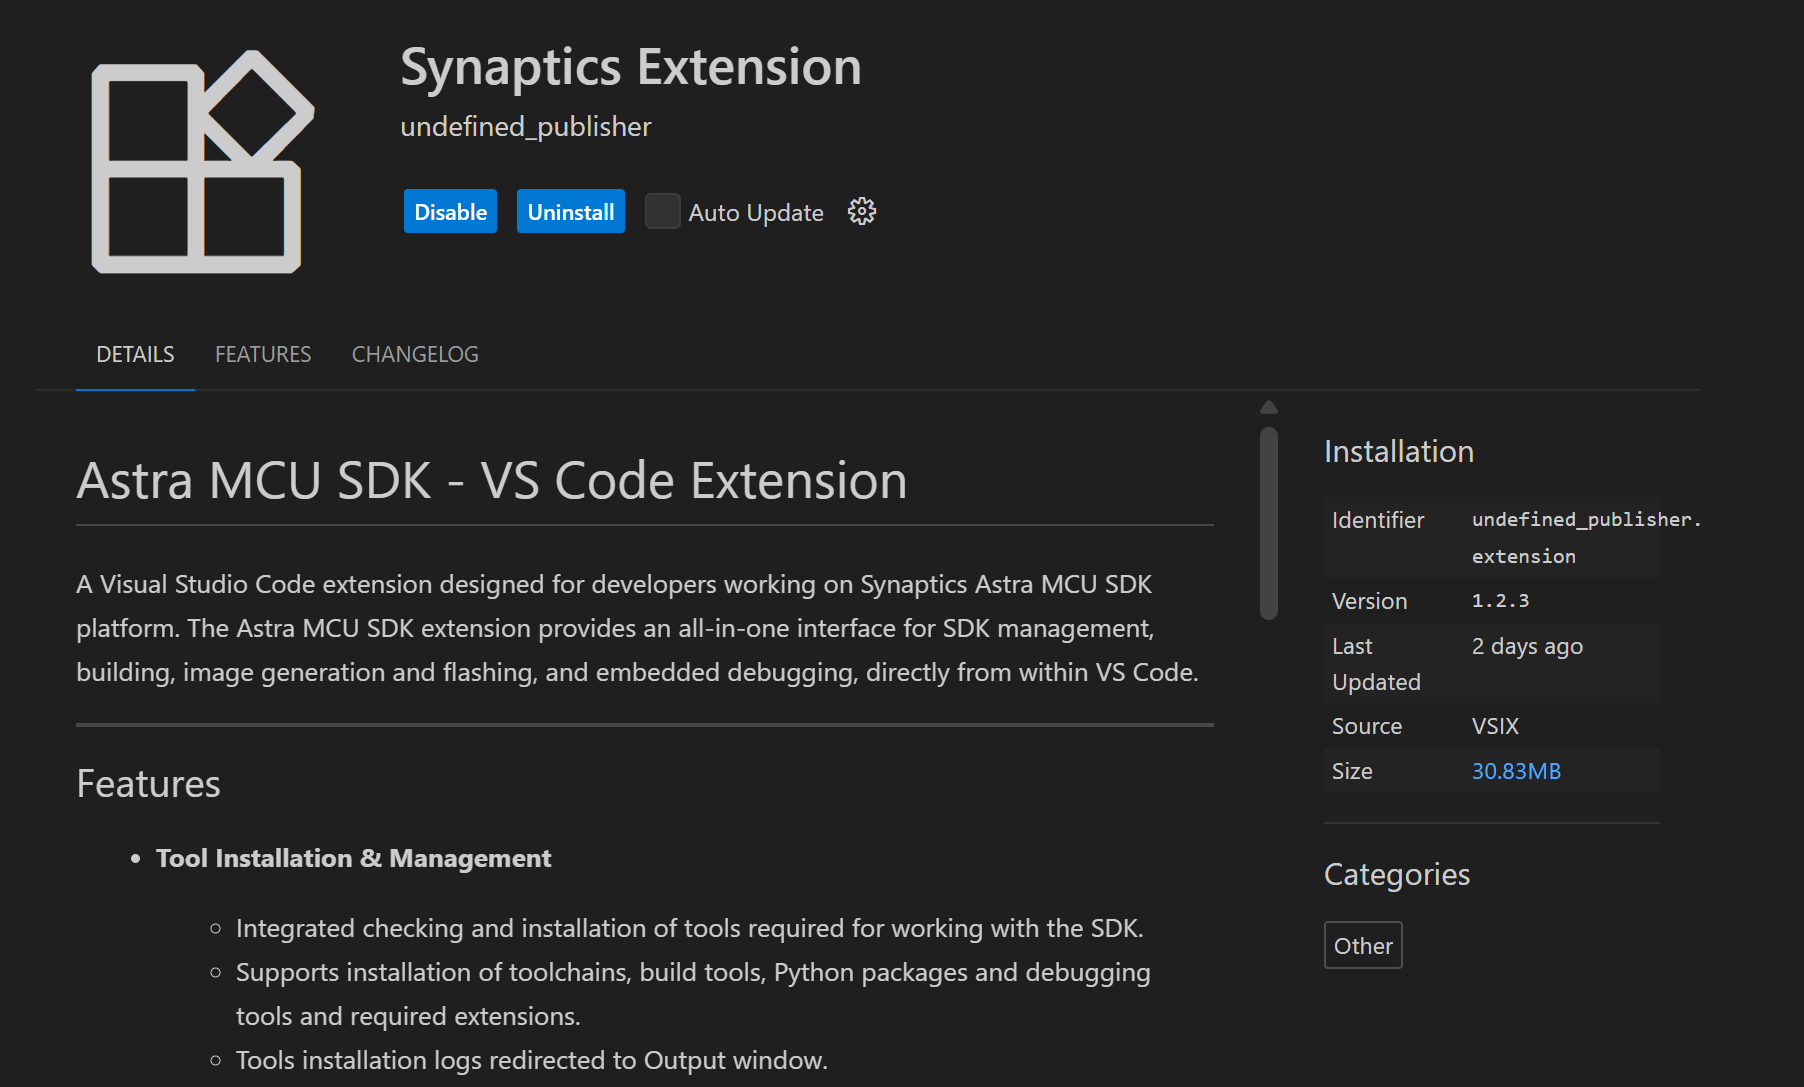 Synaptics Extension
undefined_publisher
Disable
Uninstall
Auto Update
DETAILS
FEATURES
CHANGELOG
Astra MCU SDK - VS Code Extension
A Visual Studio Code extension designed for developers working on Synaptics Astra MCU SDK
platform. The Astra MCU SDK extension provides an all-in-one interface for SDK management,
building, image generation and flashing, and embedded debugging, directly from within VS Code.
Features
• Tool Installation & Management
◦ Integrated checking and installation of tools required for working with the SDK.
◦ Supports installation of toolchains, build tools, Python packages and debugging
tools and required extensions.
◦ Tools installation logs redirected to Output window.
Installation
Identifier undefined_publisher.
extension
Version 1.2.3
Last 2 days ago
Updated
Source VSIX
Size 30.83MB
Categories
Other